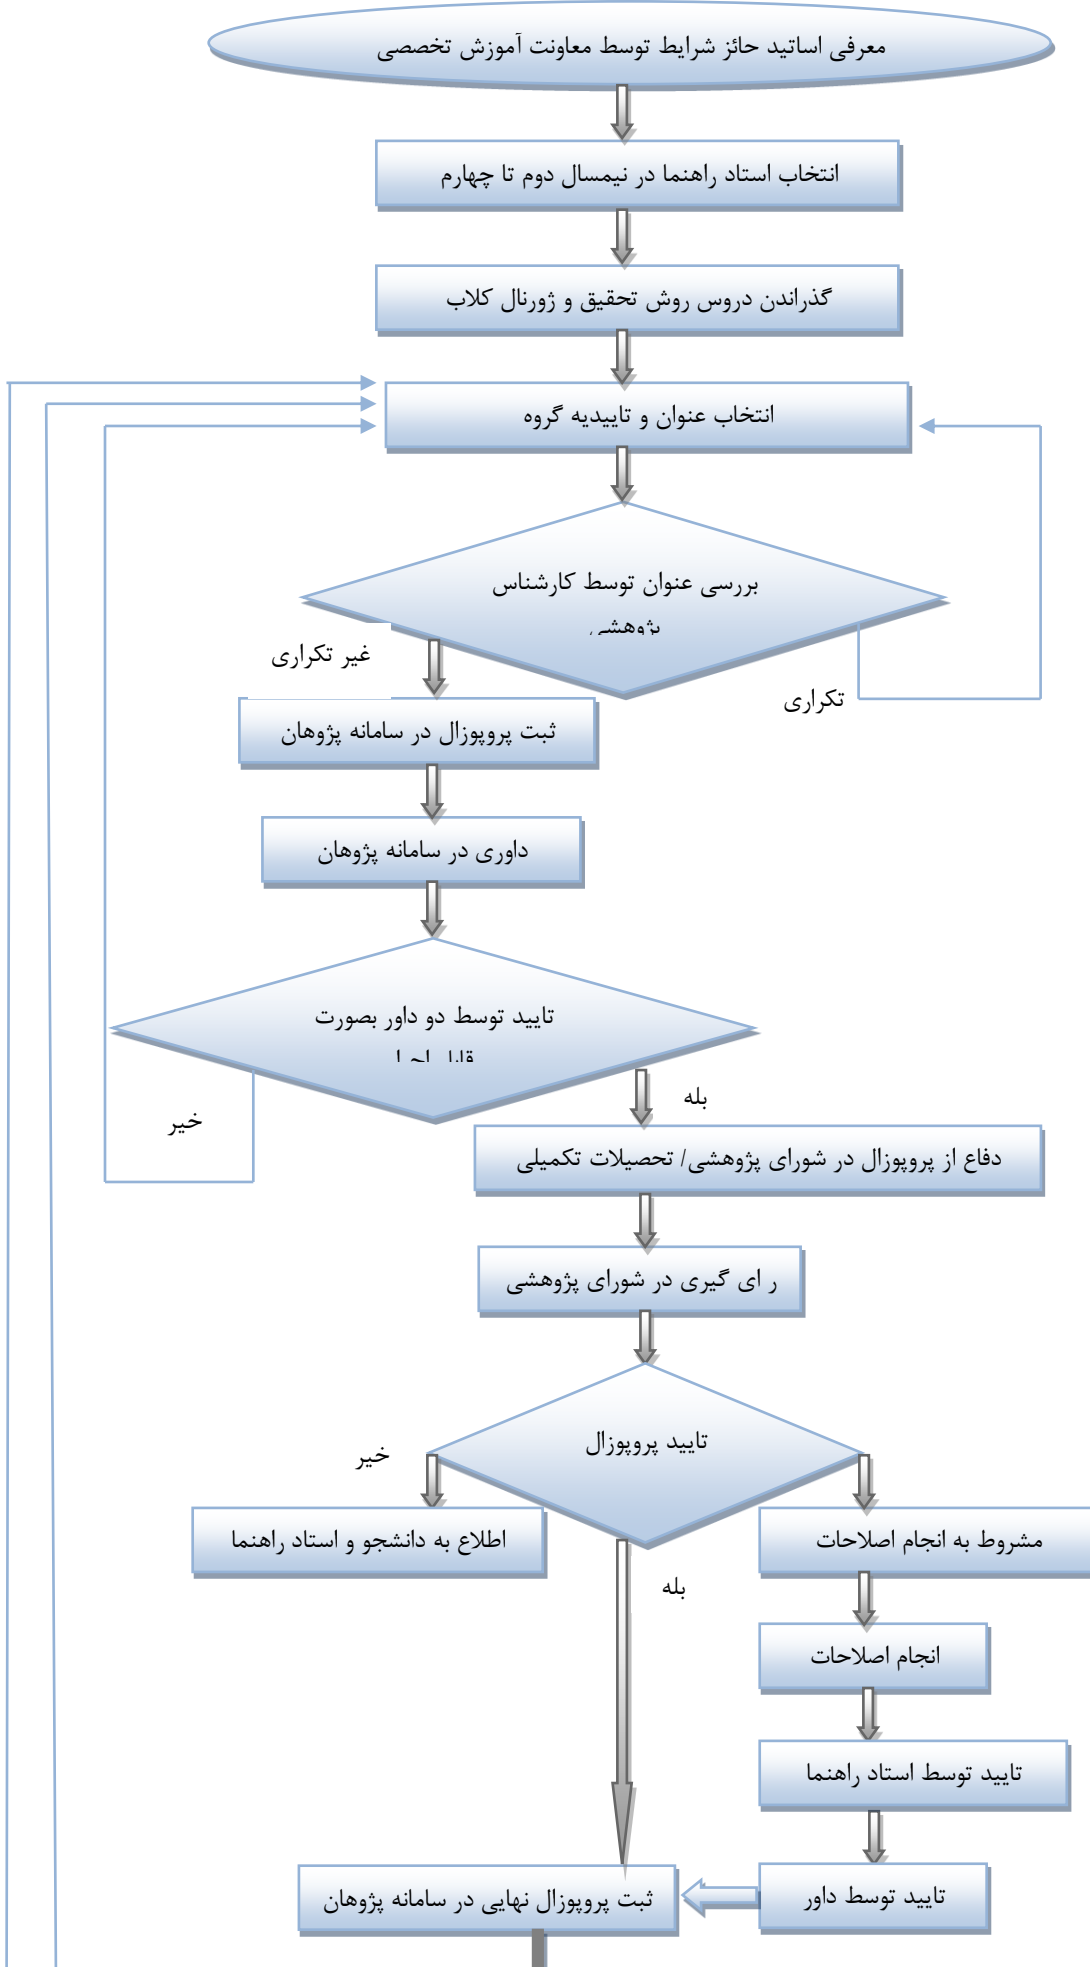 معرفی اساتید حائز شرایط توسط معاونت آموزش تخصصی
انتخاب استاد راهنما در نیمسال دوم تا چهارم
گذراندن دروس روش تحقیق و ژورنال کلاب
انتخاب عنوان و تاییدیه گروه
بررسی عنوان توسط کارشناس
پژوهشی
غیر تکراری
تکراری
ثبت پروپوزال در سامانه پژوهان
داوری در سامانه پژوهان
تایید توسط دو داور بصورت
قابل اجرا
خیر
بله
دفاع از پروپوزال در شورای پژوهشی/ تحصیلات تکمیلی
ر ای گیری در شورای پژوهشی
تایید پروپوزال
خیر
اطلاع به دانشجو و استاد راهنما
مشروط به انجام اصلاحات
بله
انجام اصلاحات
تایید توسط استاد راهنما
تایید توسط داور
ثبت پروپوزال نهایی در سامانه پژوهان